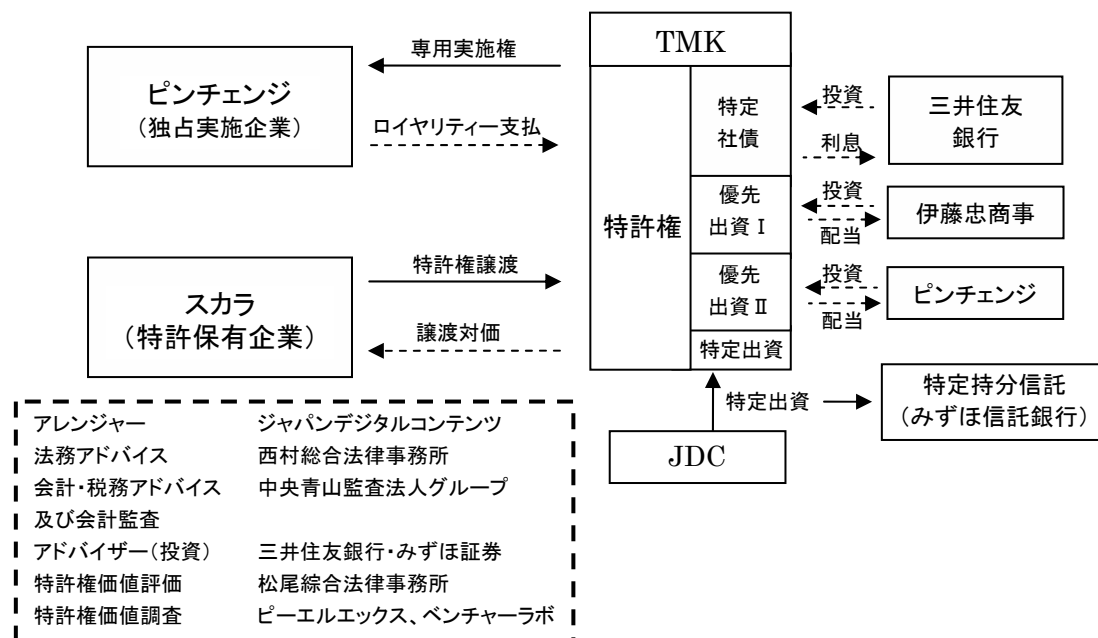 TMK
専用実施権
ピンチェンジ
(独占実施企業)
ロイヤリティー支払
特許権
特定
社債
投資
利息
三井住友
銀行
優先
出資Ⅰ
投資
配当
伊藤忠商事
スカラ
(特許保有企業)
特許権譲渡
譲渡対価
優先
出資Ⅱ
投資
配当
ピンチェンジ
特定出資
特定出資
特定持分信託
(みずほ信託銀行)
JDC
アレンジャー ジャパンデジタルコンテンツ
法務アドバイス 西村総合法律事務所
会計・税務アドバイス 中央青山監査法人グループ
及び会計監査
アドバイザー(投資) 三井住友銀行・みずほ証券
特許権価値評価 松尾綜合法律事務所
特許権価値調査 ピーエルエックス、ベンチャーラボ